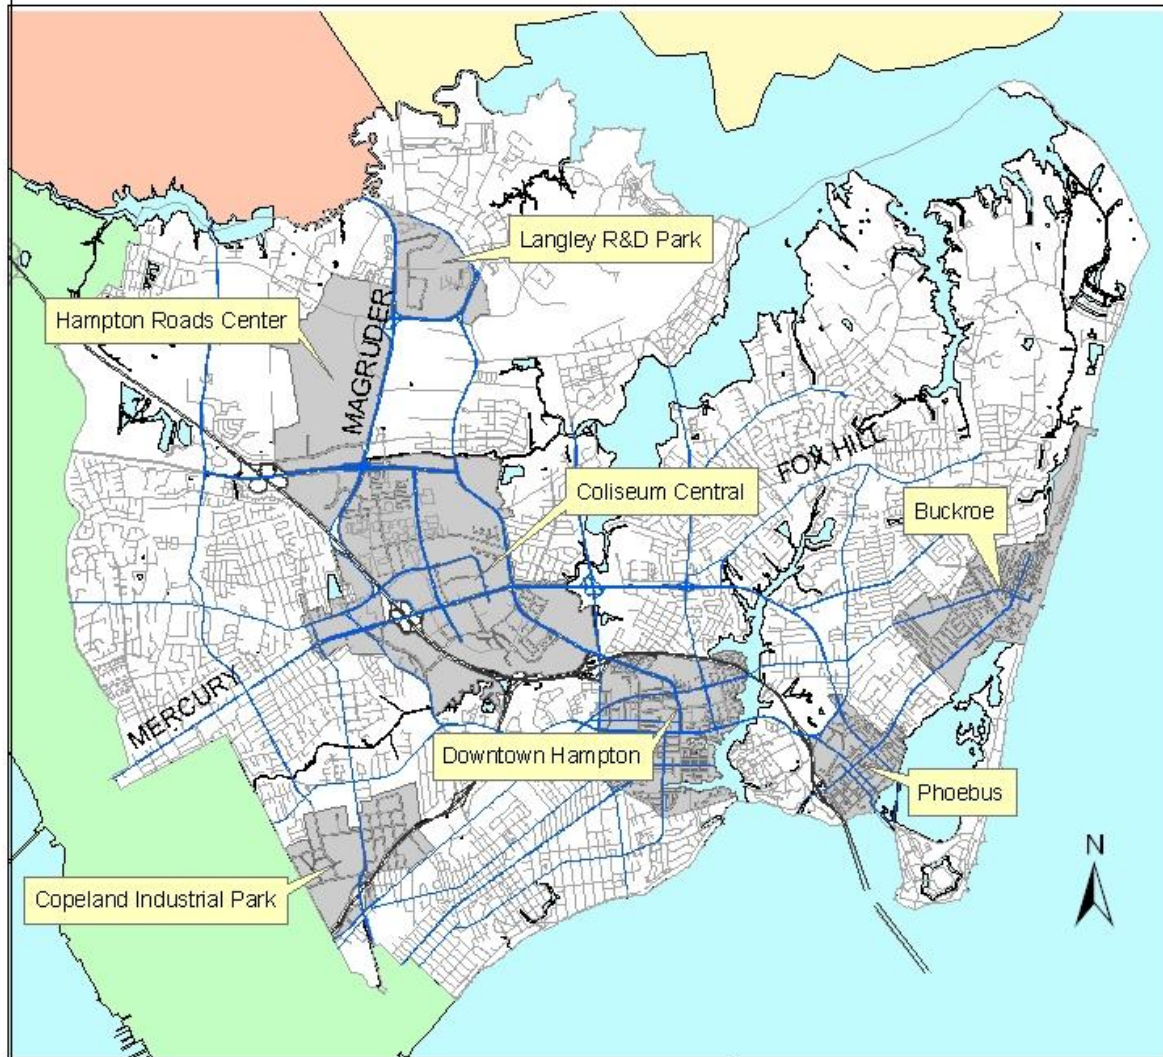 Langley R&D Park
Hampton Roads Center
MAGRUDER
FOX HILL
Coliseum Central
Buckroe
MERCURY
Downtown Hampton
Phoebus
N
Copeland Industrial Park